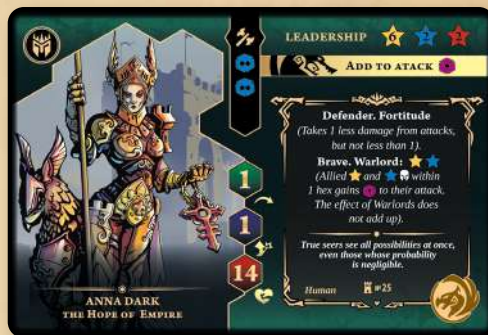 LEADERSHIP 6 2 2
ADD TO ATACK
Defender. Fortitude
(Takes 1 less damage from attacks,
but not less than 1).
Brave. Warlord:
(Allied and within
1 hex gains to their attack.
The effect of Warlords does
not add up).
True seers see all possibilities at once,
even those whose probability
is negligible.
Human
#25
1
1
14
ANNA DARK
THE HOPE OF EMPIRE